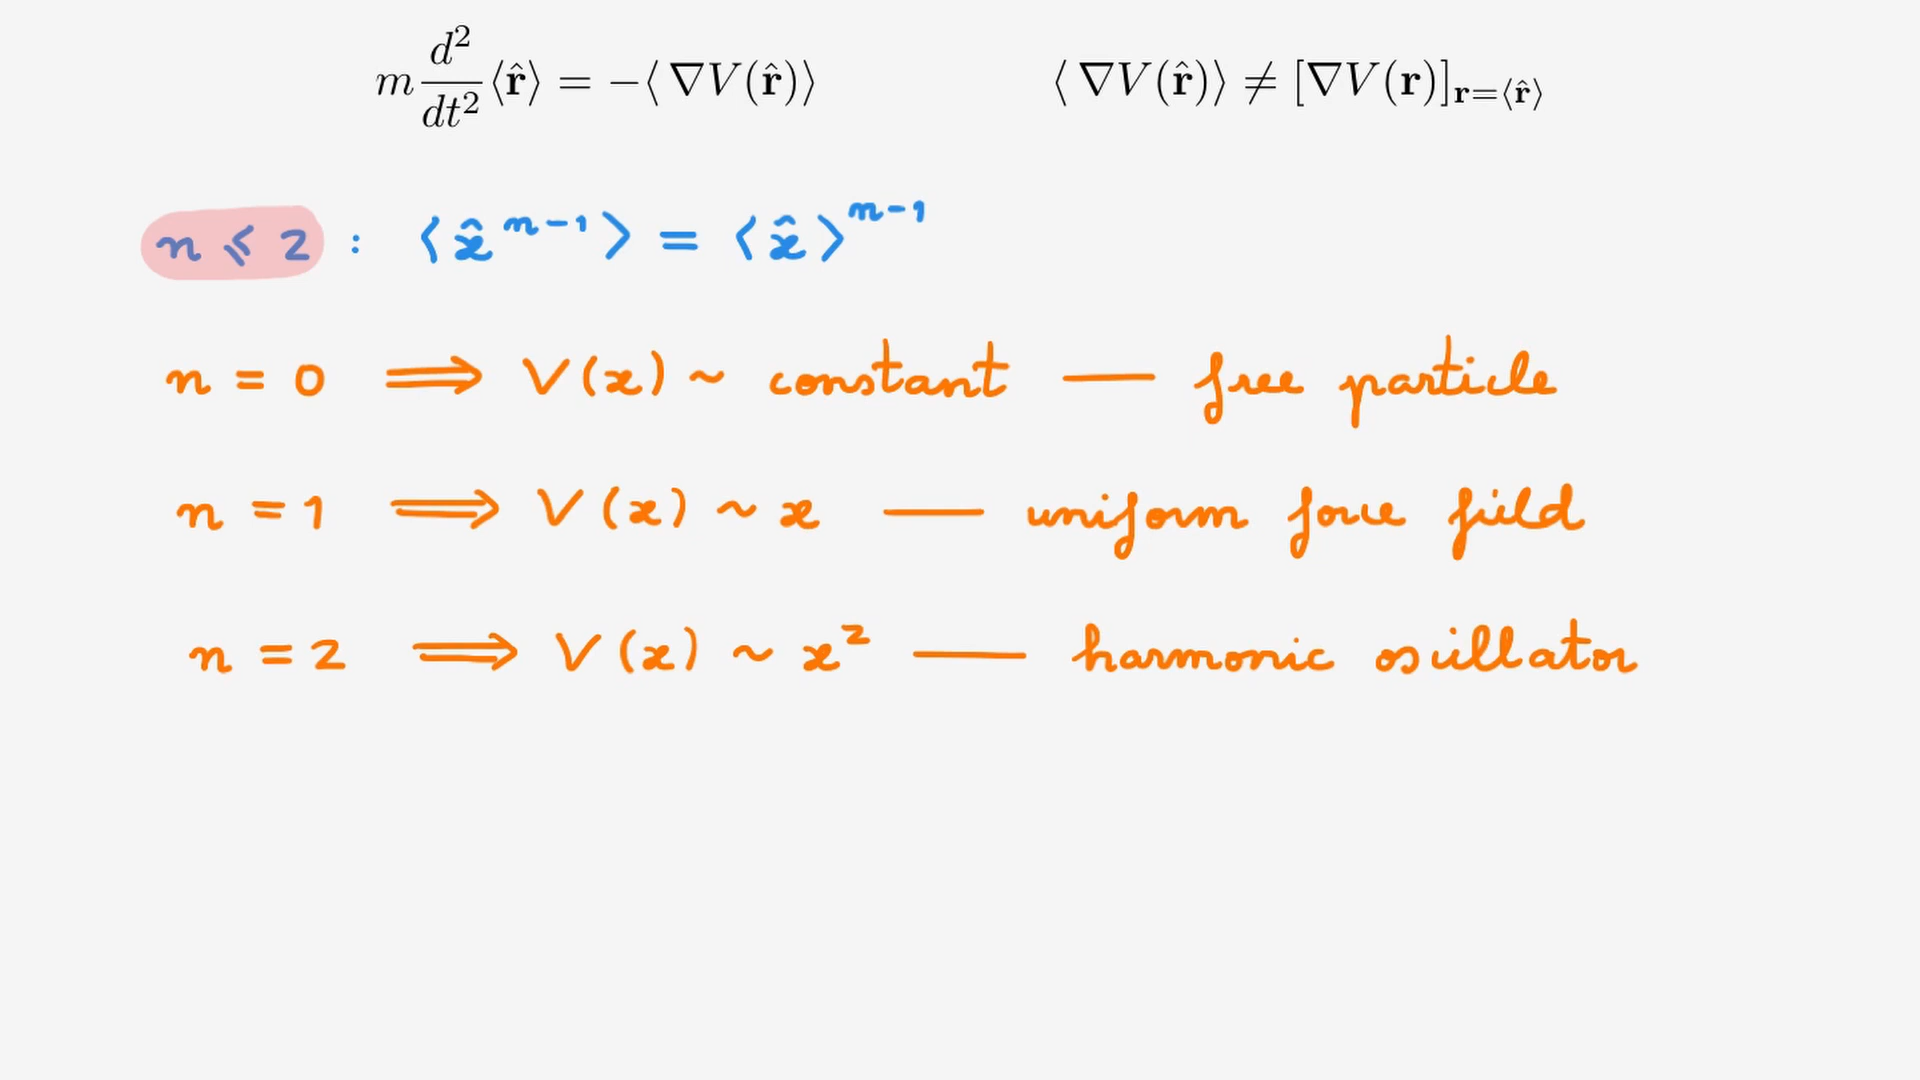 m d²/dt² ⟨r̂⟩ = −⟨∇V(r̂)⟩ ⟨∇V(r̂)⟩ ≠ [∇V(r)]_{r=⟨r̂⟩}
n ⩽ 2 : ⟨x̂ⁿ⁻¹⟩ = ⟨x̂⟩ⁿ⁻¹
n = 0 ⟹ V(x) ~ constant — free particle
n = 1 ⟹ V(x) ~ x — uniform force field
n = 2 ⟹ V(x) ~ x² — harmonic oscillator